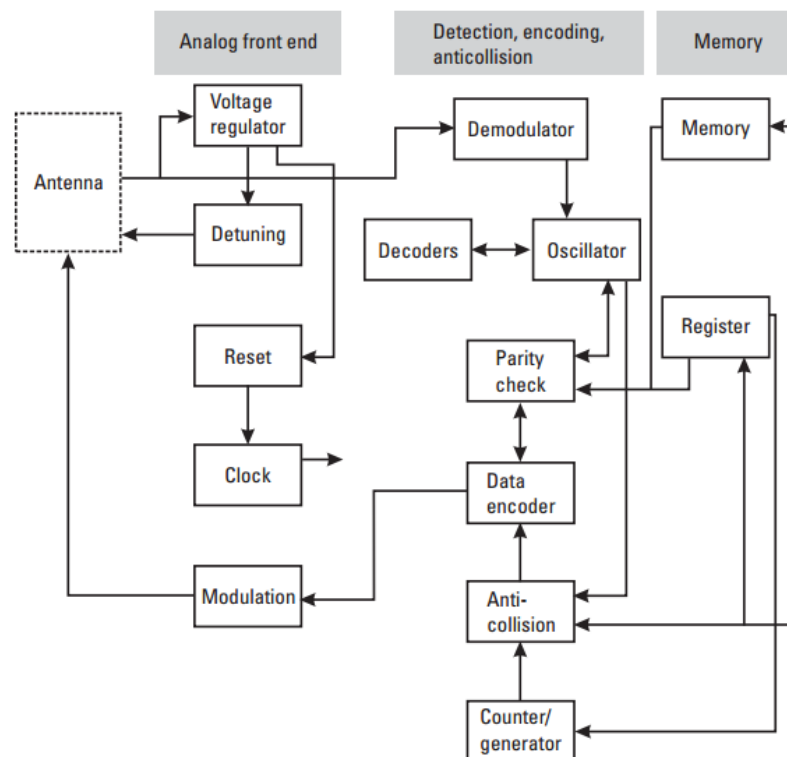 Analog front end
Detection, encoding,
anticollision
Memory
Voltage
regulator
Demodulator
Memory
Antenna
Detuning
Decoders
Oscillator
Reset
Parity
check
Register
Clock
Data
encoder
Modulation
Anti-
collision
Counter/
generator